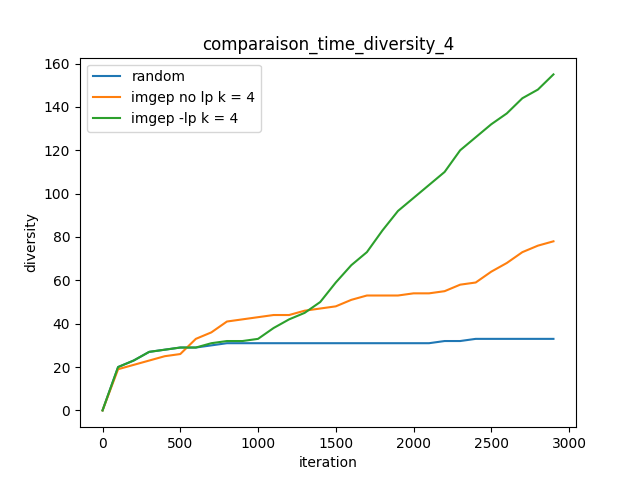 comparaison_time_diversity_4
random
imgep no lp k = 4
imgep -lp k = 4
160
140
120
100
80
60
40
20
0
diversity
0 500 1000 1500 2000 2500 3000
iteration